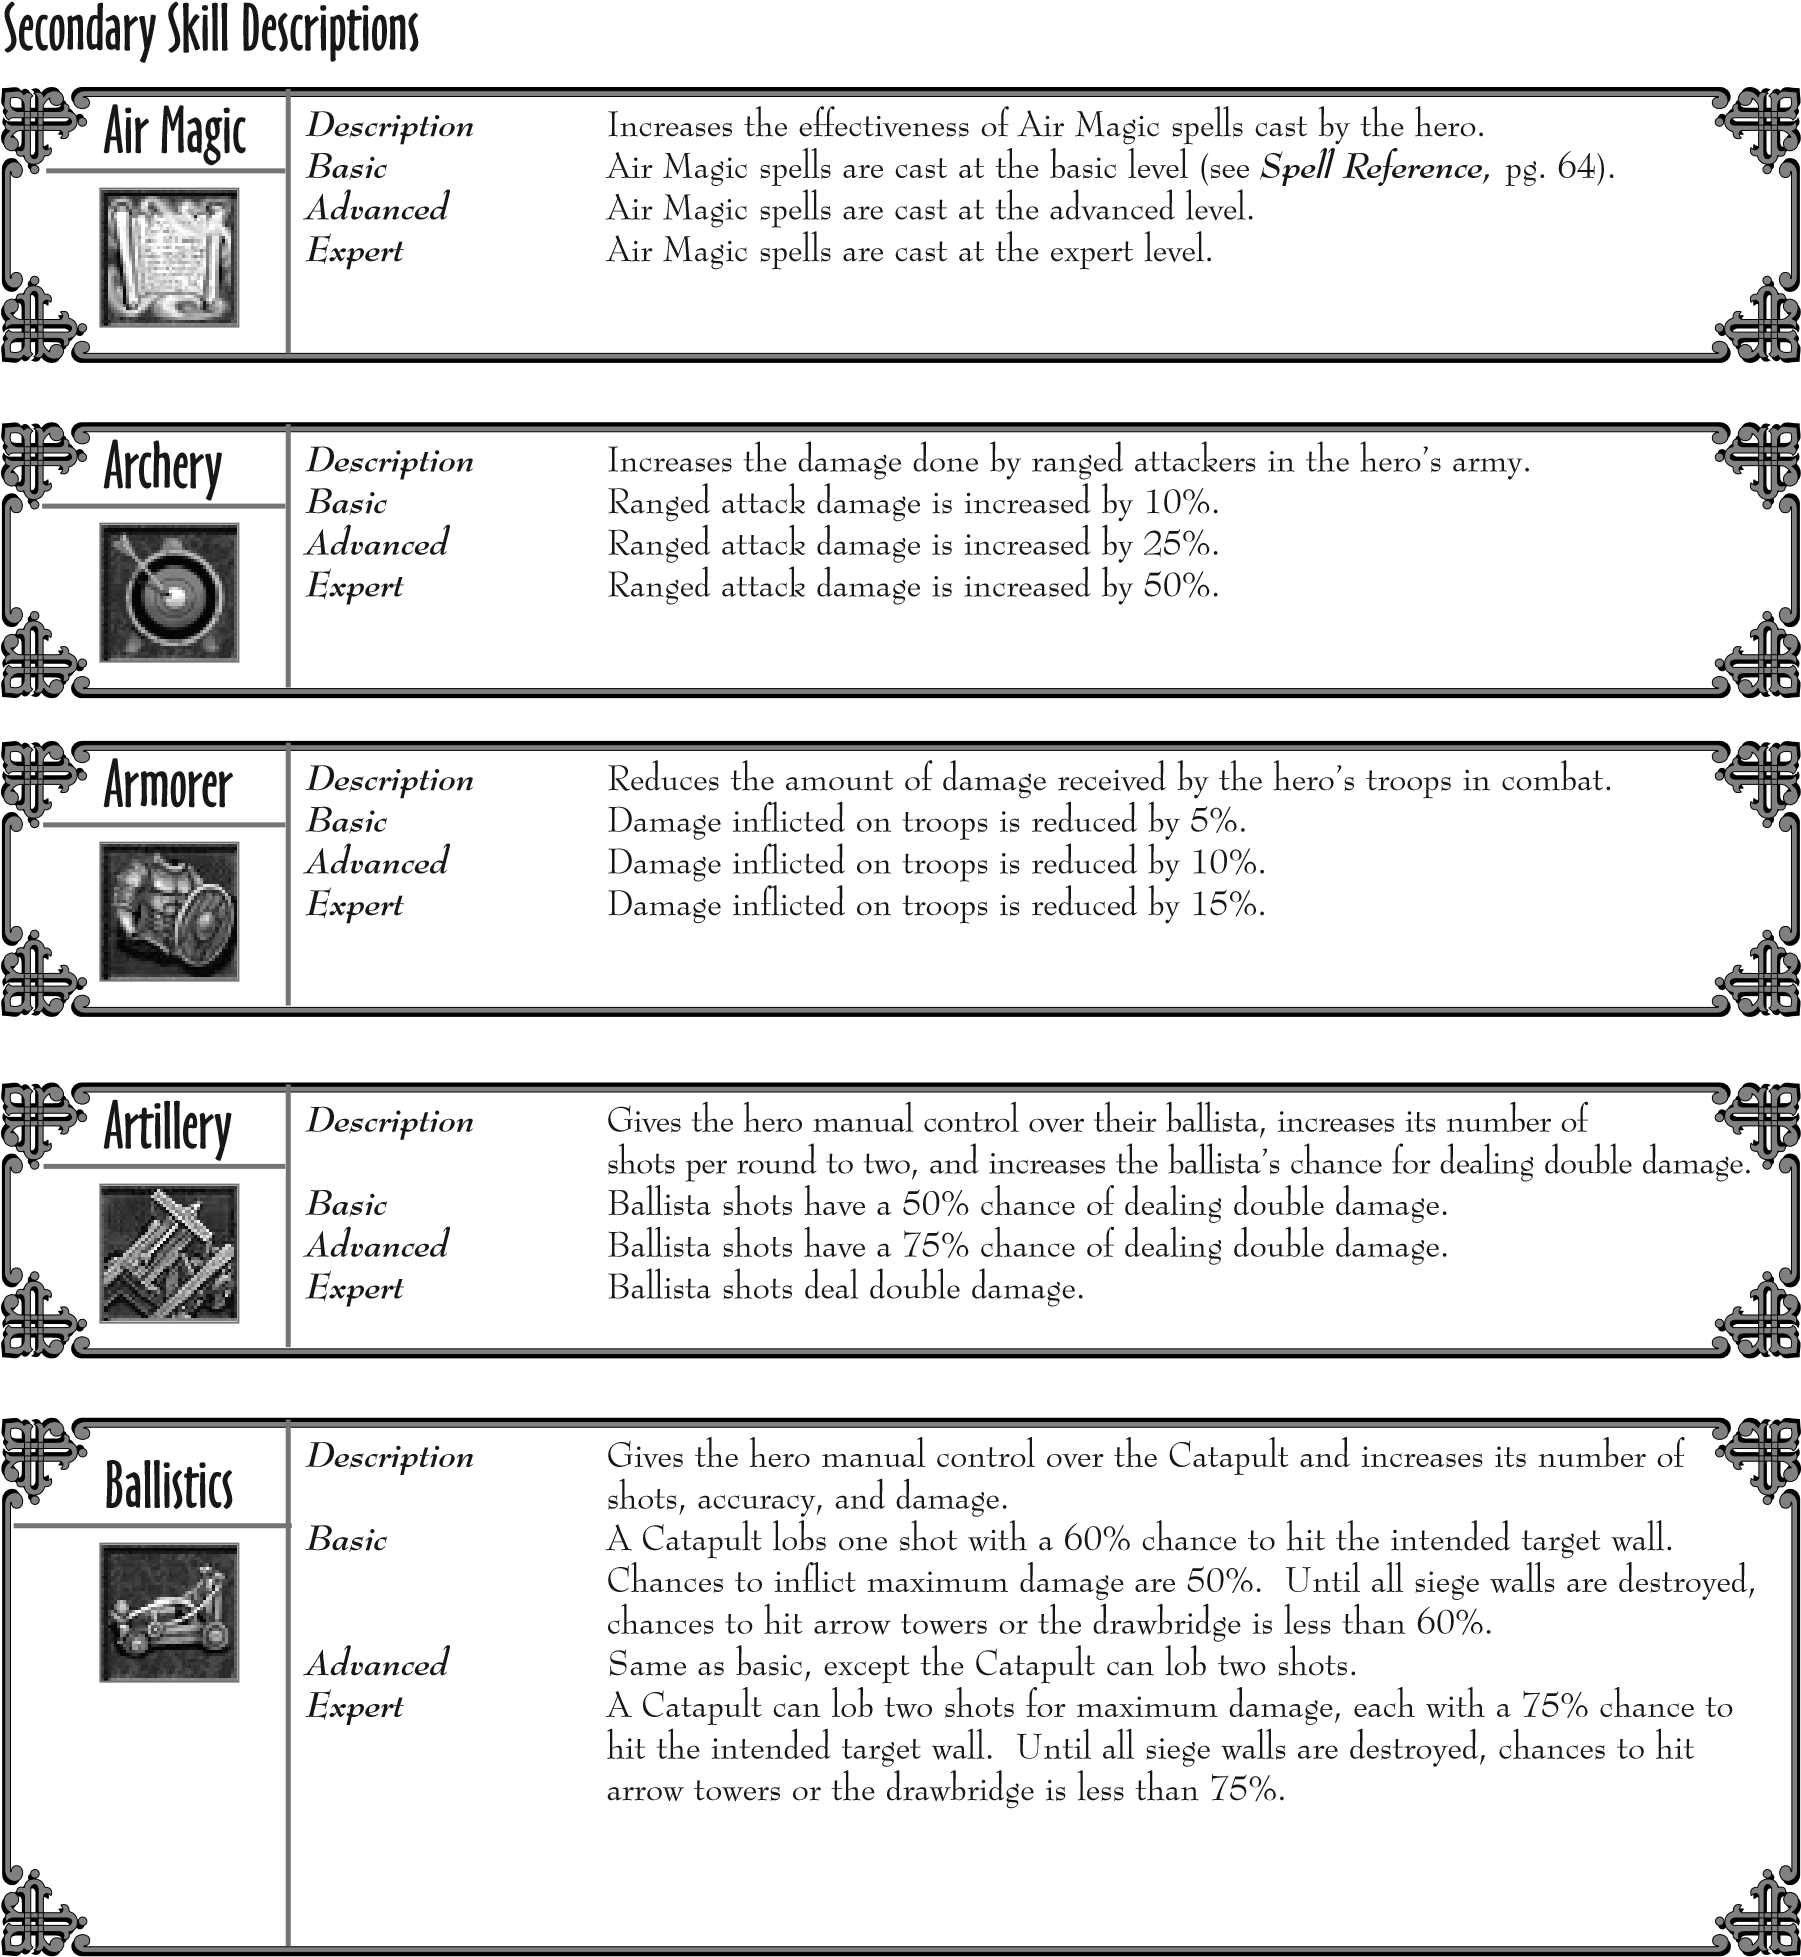 Secondary Skill Descriptions
Air Magic
Description Increases the effectiveness of Air Magic spells cast by the hero.
Basic Air Magic spells are cast at the basic level (see Spell Reference, pg. 64).
Advanced Air Magic spells are cast at the advanced level.
Expert Air Magic spells are cast at the expert level.
Archery
Description Increases the damage done by ranged attackers in the hero's army.
Basic Ranged attack damage is increased by 10%.
Advanced Ranged attack damage is increased by 25%.
Expert Ranged attack damage is increased by 50%.
Armorer
Description Reduces the amount of damage received by the hero's troops in combat.
Basic Damage inflicted on troops is reduced by 5%.
Advanced Damage inflicted on troops is reduced by 10%.
Expert Damage inflicted on troops is reduced by 15%.
Artillery
Description Gives the hero manual control over their ballista, increases its number of
shots per round to two, and increases the ballista's chance for dealing double damage.
Basic Ballista shots have a 50% chance of dealing double damage.
Advanced Ballista shots have a 75% chance of dealing double damage.
Expert Ballista shots deal double damage.
Ballistics
Description Gives the hero manual control over the Catapult and increases its number of
shots, accuracy, and damage.
Basic A Catapult lobs one shot with a 60% chance to hit the intended target wall.
Chances to inflict maximum damage are 50%. Until all siege walls are destroyed,
chances to hit arrow towers or the drawbridge is less than 60%.
Advanced Same as basic, except the Catapult can lob two shots.
Expert A Catapult can lob two shots for maximum damage, each with a 75% chance to
hit the intended target wall. Until all siege walls are destroyed, chances to hit
arrow towers or the drawbridge is less than 75%.